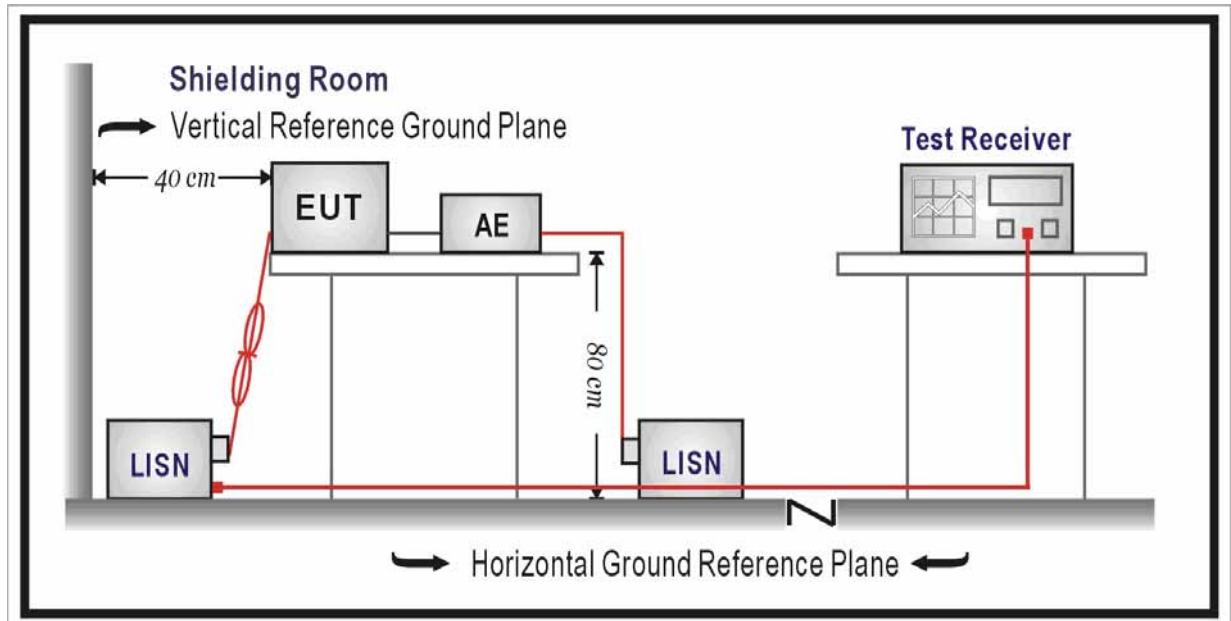 Shielding Room
Vertical Reference Ground Plane
40 cm
EUT
AE
Test Receiver
80 cm
LISN
LISN
Horizontal Ground Reference Plane